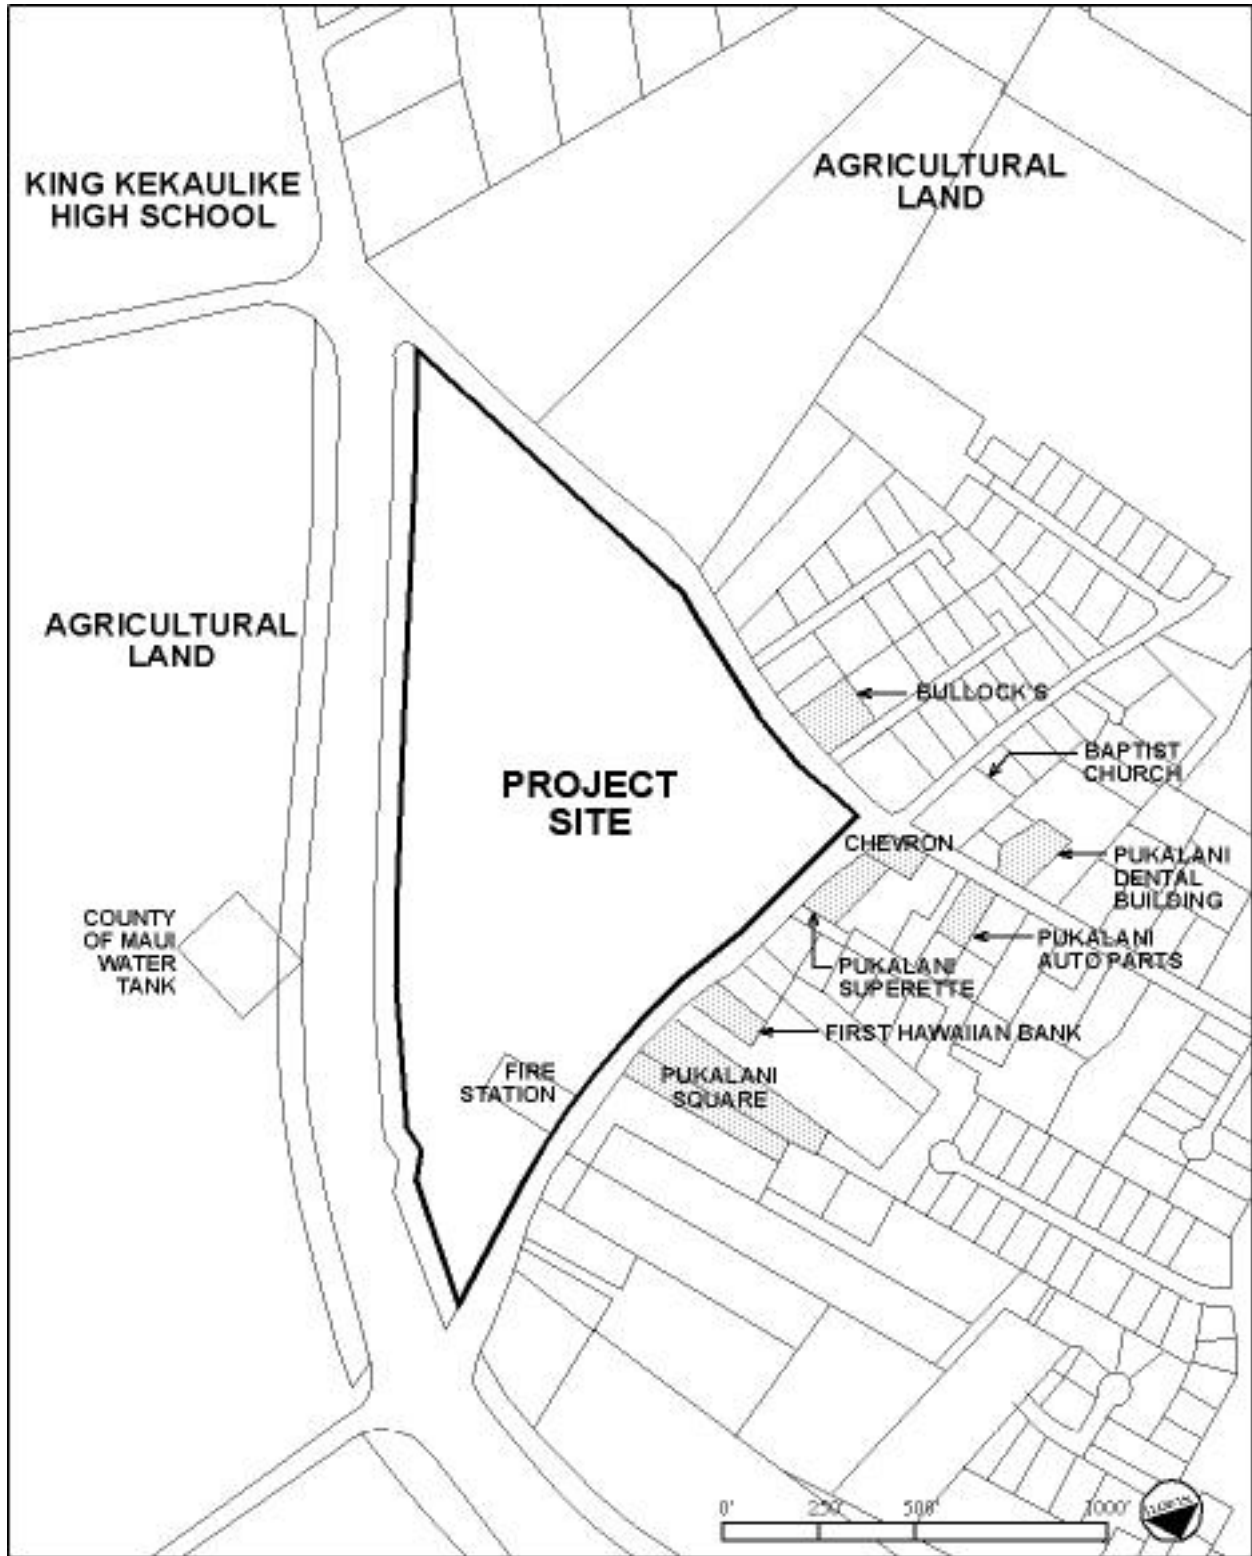 KING KEKAULIKE
HIGH SCHOOL
AGRICULTURAL
LAND
AGRICULTURAL
LAND
BULLOCK'S
BAPTIST
CHURCH
PROJECT
SITE
CHEVRON
PUKALANI
DENTAL
BUILDING
COUNTY
OF MAUI
WATER
TANK
PUKALANI
AUTO PARTS
PUKALANI
SUPERETTE
FIRST HAWAIIAN BANK
FIRE
STATION
PUKALANI
SQUARE
0' 250' 500' 1000'